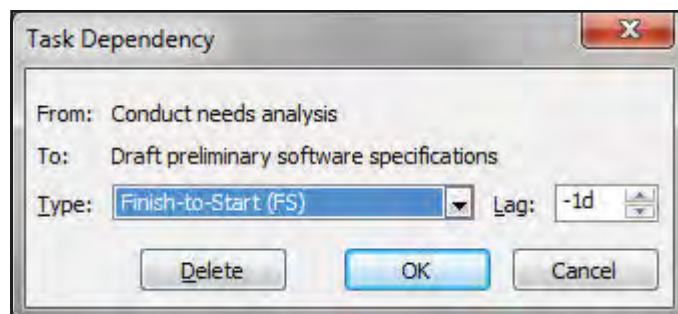 Task Dependency
From: Conduct needs analysis
To: Draft preliminary software specifications
Type: Finish-to-Start (FS) Lag: -1d
Delete OK Cancel